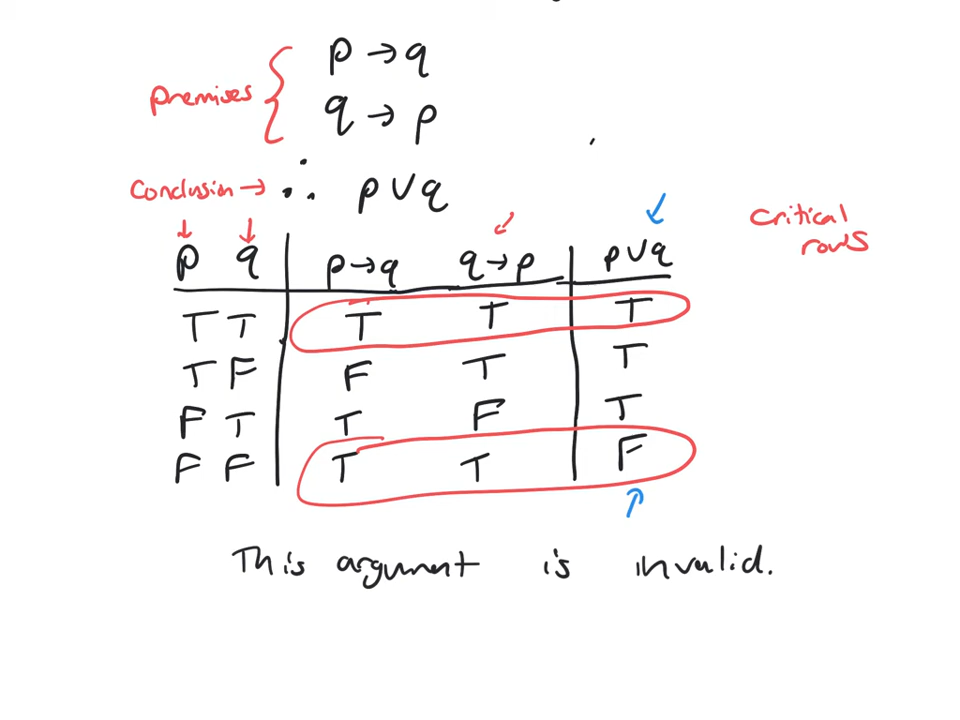 premises
p → q
q → p
Conclusion → ∴ p ∨ q
critical
rows
p q p→q q→p p∨q
T T T T T
T F F T T
F T T F T
F F T T F
This argument is invalid.